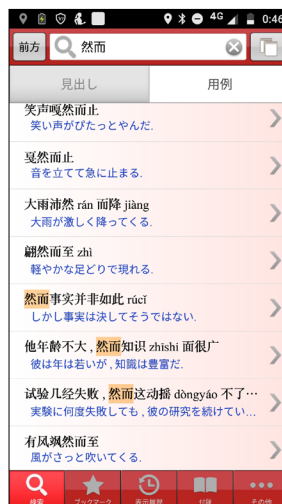 4G 0:46
前方 然而
見出し 用例
笑声嘎然而止
笑い声がぴたっとやんだ.
戛然而止
音を立てて急に止まる.
大雨沛然 rán 而降 jiàng
大雨が激しく降ってくる.
翩然而至 zhì
軽やかな足どりで現れる.
然而事实并非如此 rúcǐ
しかし事実は決してそうではない.
他年龄不大 , 然而知识 zhīshi 面很广
彼は年は若いが , 知識は豊富だ.
试验几经失败 , 然而这动摇 dòngyáo 不了…
実験に何度失敗しても , 彼の研究を続けてい…
有风飒然而至
風がさっと吹いてくる.
検索 ブックマーク 表示履歴 付録 その他